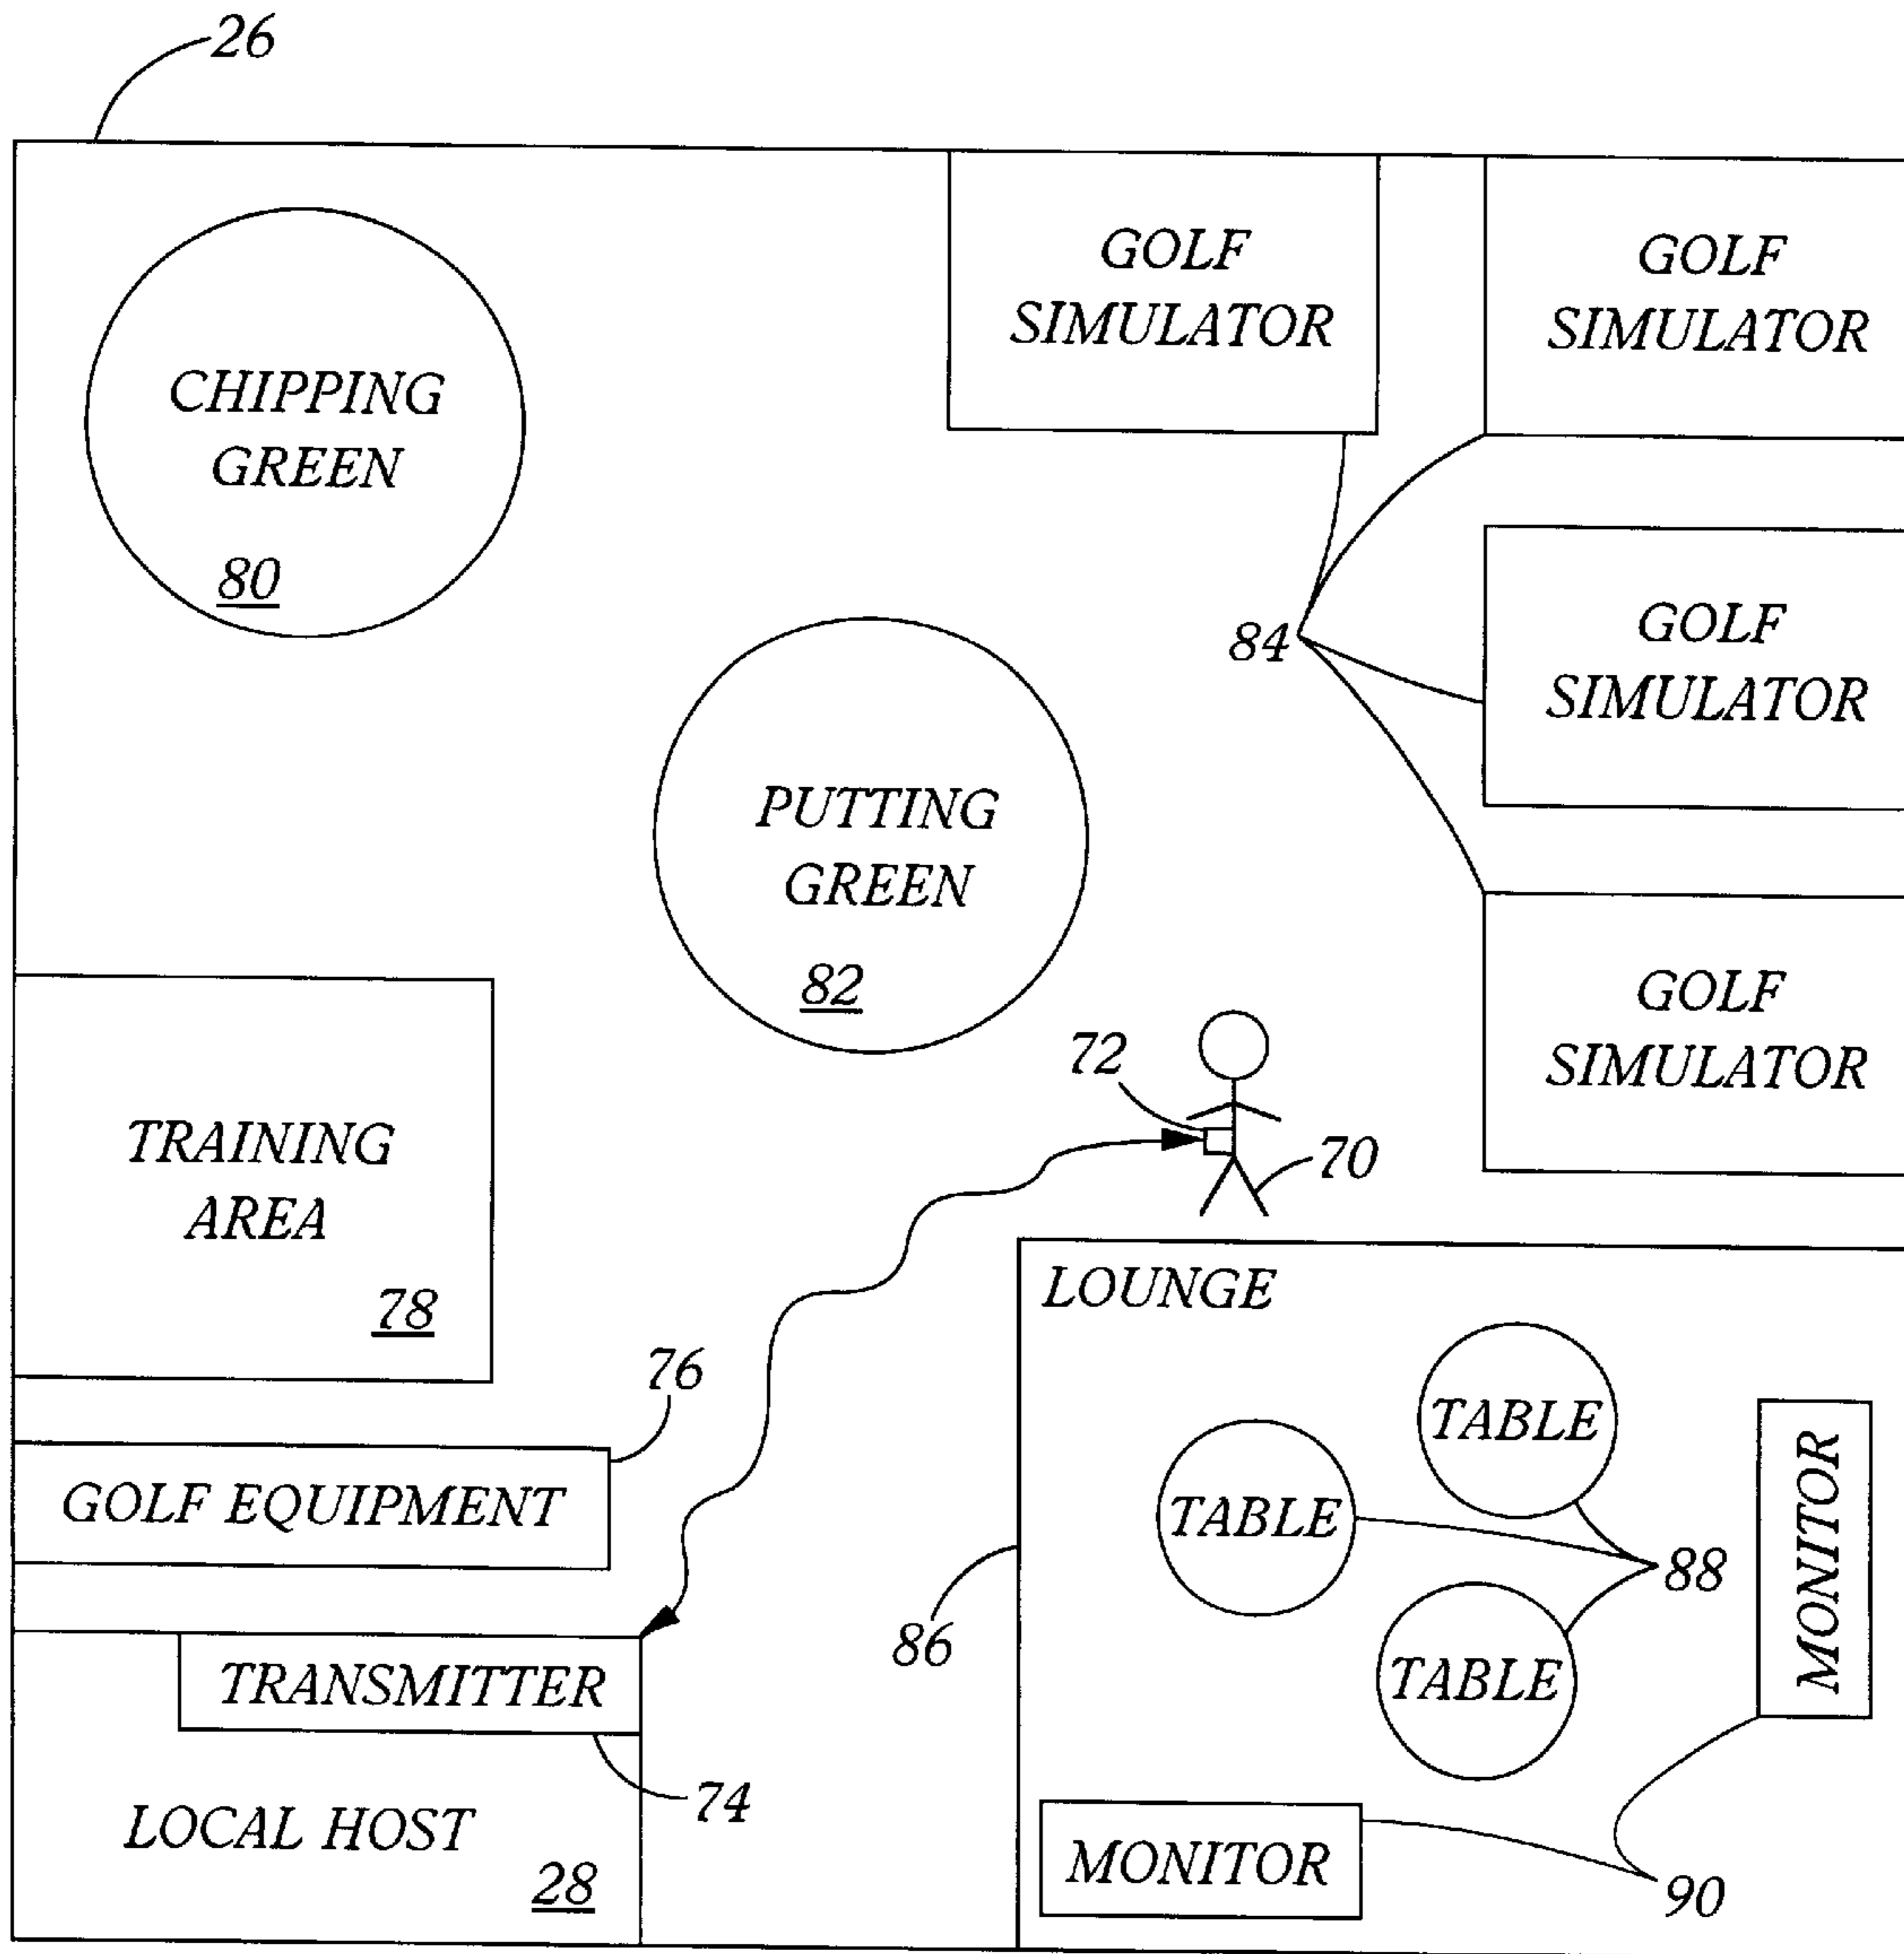 26
GOLF
SIMULATOR
GOLF
SIMULATOR
CHIPPING
GREEN
80
84
GOLF
SIMULATOR
PUTTING
GREEN
82
GOLF
SIMULATOR
72
70
TRAINING
AREA
78
LOUNGE
76
TABLE
TABLE
MONITOR
GOLF EQUIPMENT
88
86
TRANSMITTER
TABLE
74
LOCAL HOST
28
MONITOR
90